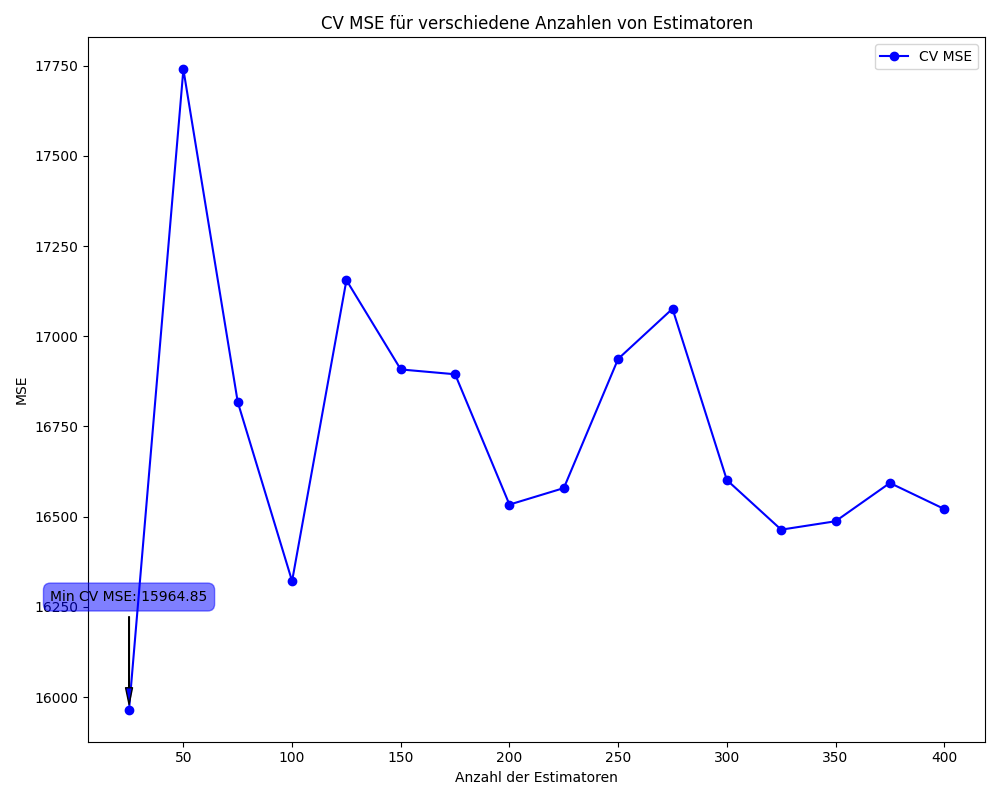 CV MSE für verschiedene Anzahlen von Estimatoren
CV MSE
17750
17500
17250
17000
16750
16500
16250
16000
MSE
Min CV MSE: 15964.85
50 100 150 200 250 300 350 400
Anzahl der Estimatoren